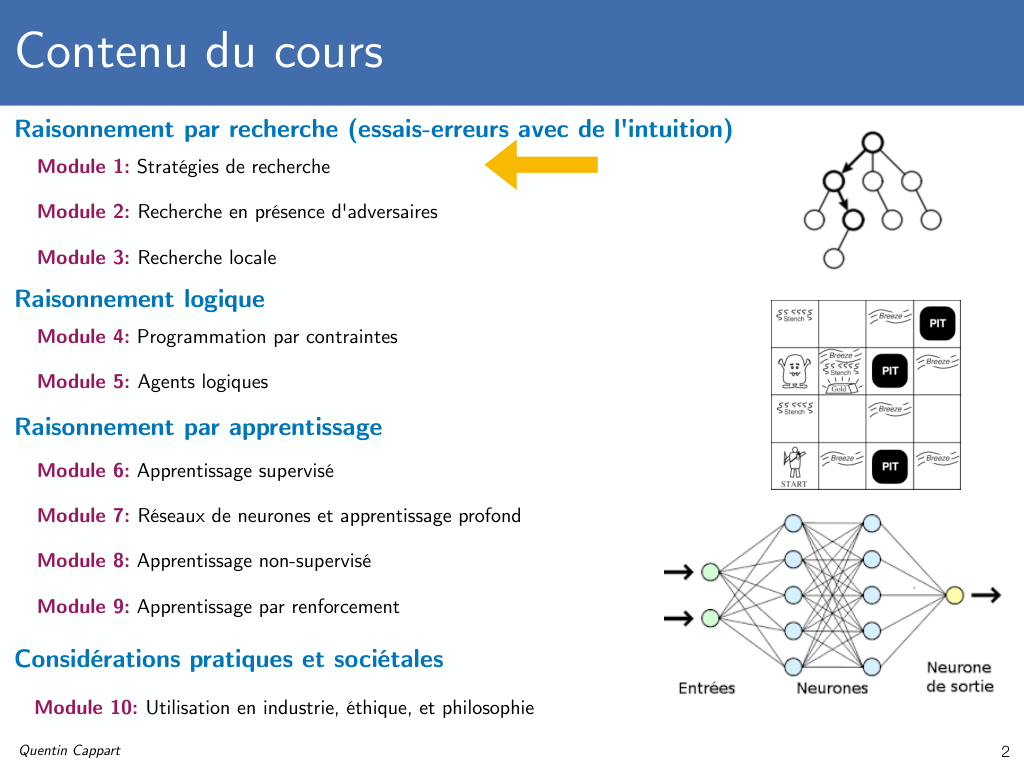 Contenu du cours
Raisonnement par recherche (essais-erreurs avec de l'intuition)
Module 1: Stratégies de recherche
Module 2: Recherche en présence d'adversaires
Module 3: Recherche locale
Raisonnement logique
Module 4: Programmation par contraintes
Module 5: Agents logiques
Raisonnement par apprentissage
Module 6: Apprentissage supervisé
Module 7: Réseaux de neurones et apprentissage profond
Module 8: Apprentissage non-supervisé
Module 9: Apprentissage par renforcement
Considérations pratiques et sociétales
Module 10: Utilisation en industrie, éthique, et philosophie
Stench
Breeze
PIT
Breeze
Stench
Gold
PIT
Breeze
Stench
Breeze
START
Breeze
PIT
Breeze
Entrées
Neurones
Neurone
de sortie
Quentin Cappart
2